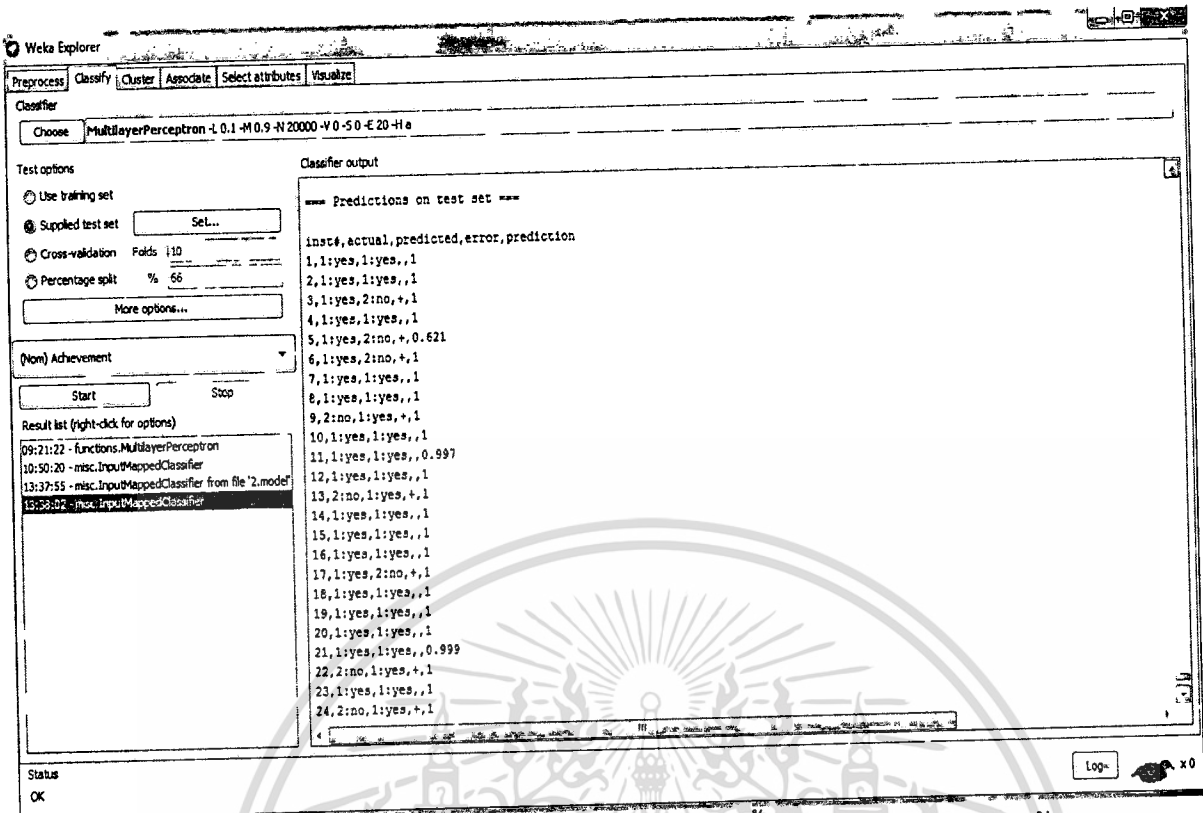 Weka Explorer
Preprocess Classify Cluster Associate Select attributes Visualize
Classifier
Choose MultilayerPerceptron -L 0.1 -M 0.9 -N 20000 -V 0 -S 0 -E 20 -H a
Test options
Use training set
Supplied test set Set...
Cross-validation Folds 10
Percentage split % 66
More options...
(Nom) Achievement
Start Stop
Result list (right-click for options)
09:21:22 - functions.MultilayerPerceptron
10:50:20 - misc.InputMappedClassifier
13:37:55 - misc.InputMappedClassifier from file '2.model'
13:38:02 - misc.InputMappedClassifier
Classifier output
=== Predictions on test set ===
inst#,actual,predicted,error,prediction
1,1:yes,1:yes,,1
2,1:yes,1:yes,,1
3,1:yes,2:no,+,1
4,1:yes,1:yes,,1
5,1:yes,2:no,+,0.621
6,1:yes,2:no,+,1
7,1:yes,1:yes,,1
8,1:yes,1:yes,,1
9,2:no,1:yes,+,1
10,1:yes,1:yes,,1
11,1:yes,1:yes,,0.997
12,1:yes,1:yes,,1
13,2:no,1:yes,+,1
14,1:yes,1:yes,,1
15,1:yes,1:yes,,1
16,1:yes,1:yes,,1
17,1:yes,2:no,+,1
18,1:yes,1:yes,,1
19,1:yes,1:yes,,1
20,1:yes,1:yes,,1
21,1:yes,1:yes,,0.999
22,2:no,1:yes,+,1
23,1:yes,1:yes,,1
24,2:no,1:yes,+,1
Status
OK
Log x 0